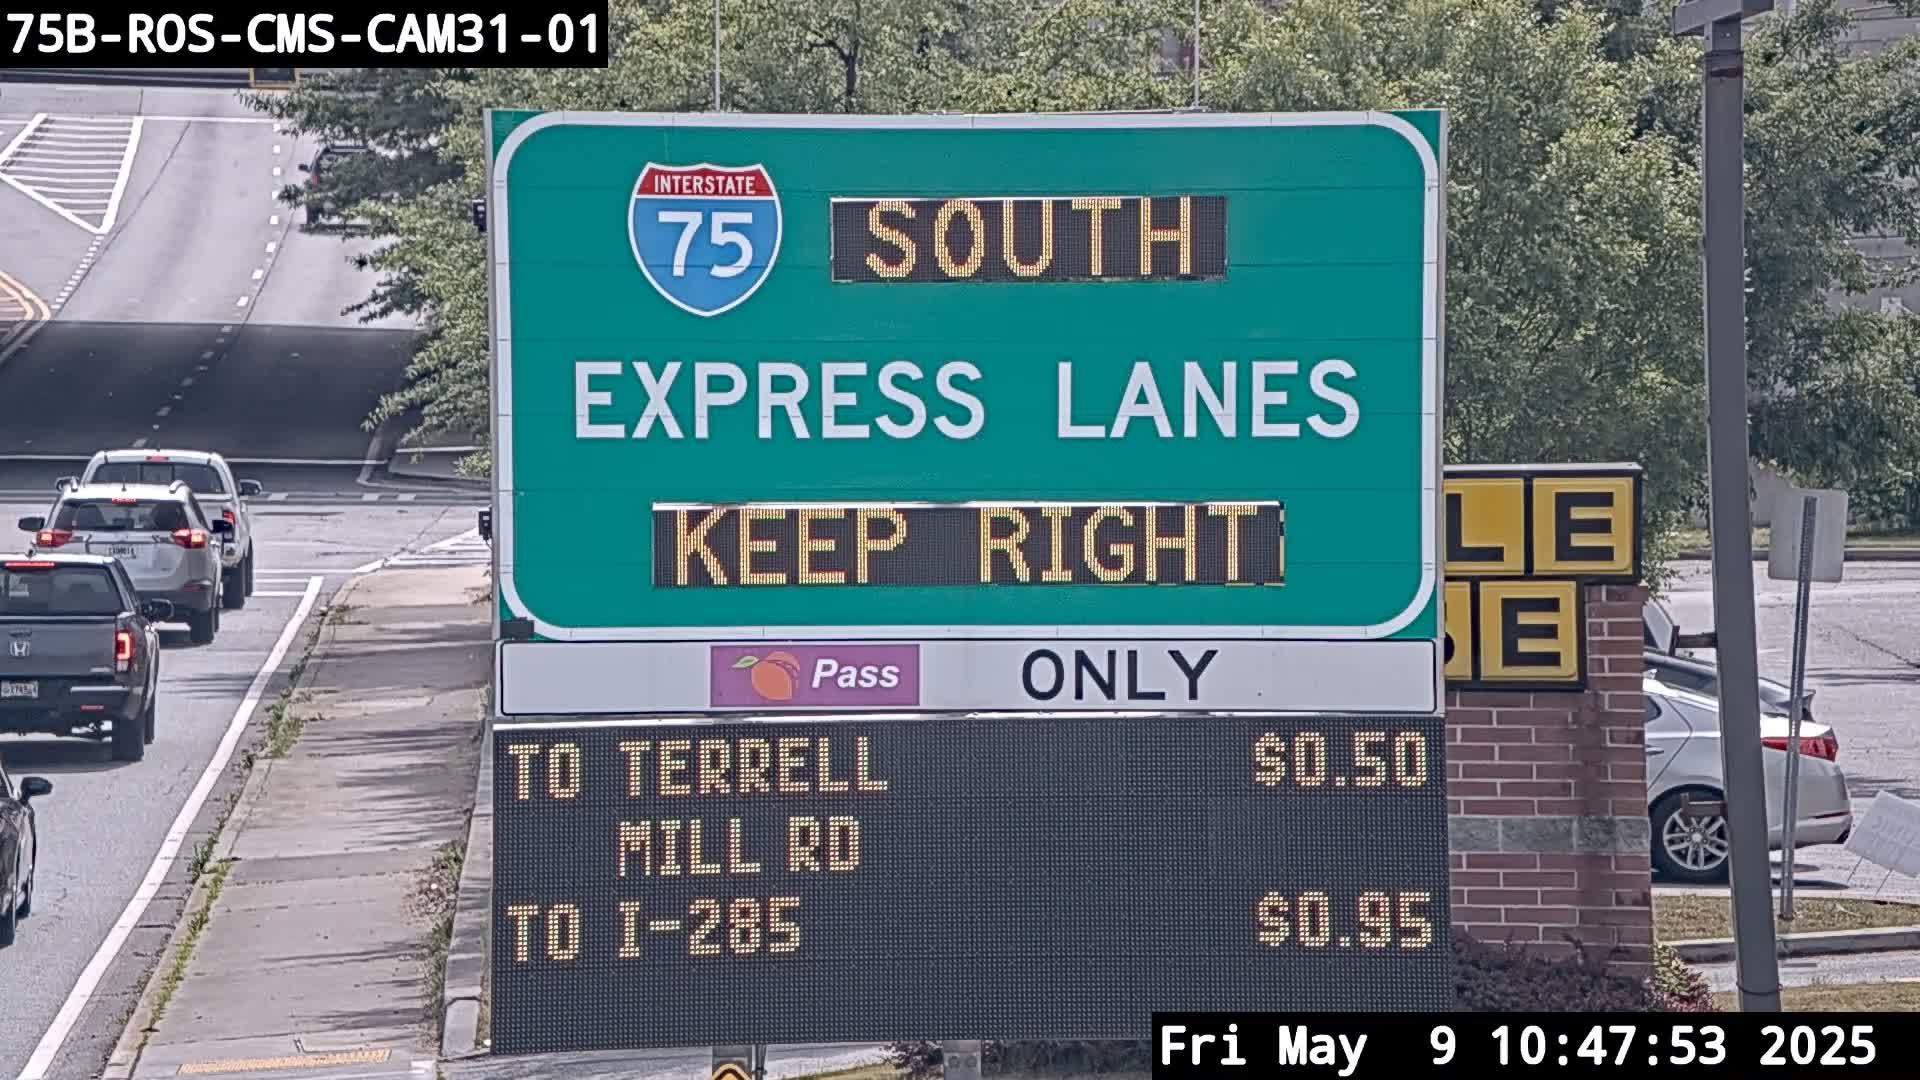 75B-ROS-CMS-CAM31-01
INTERSTATE
75
SOUTH
EXPRESS LANES
KEEP RIGHT
Pass ONLY
TO TERRELL $0.50
MILL RD
TO I-285 $0.95
LE
E
Fri May 9 10:47:53 2025